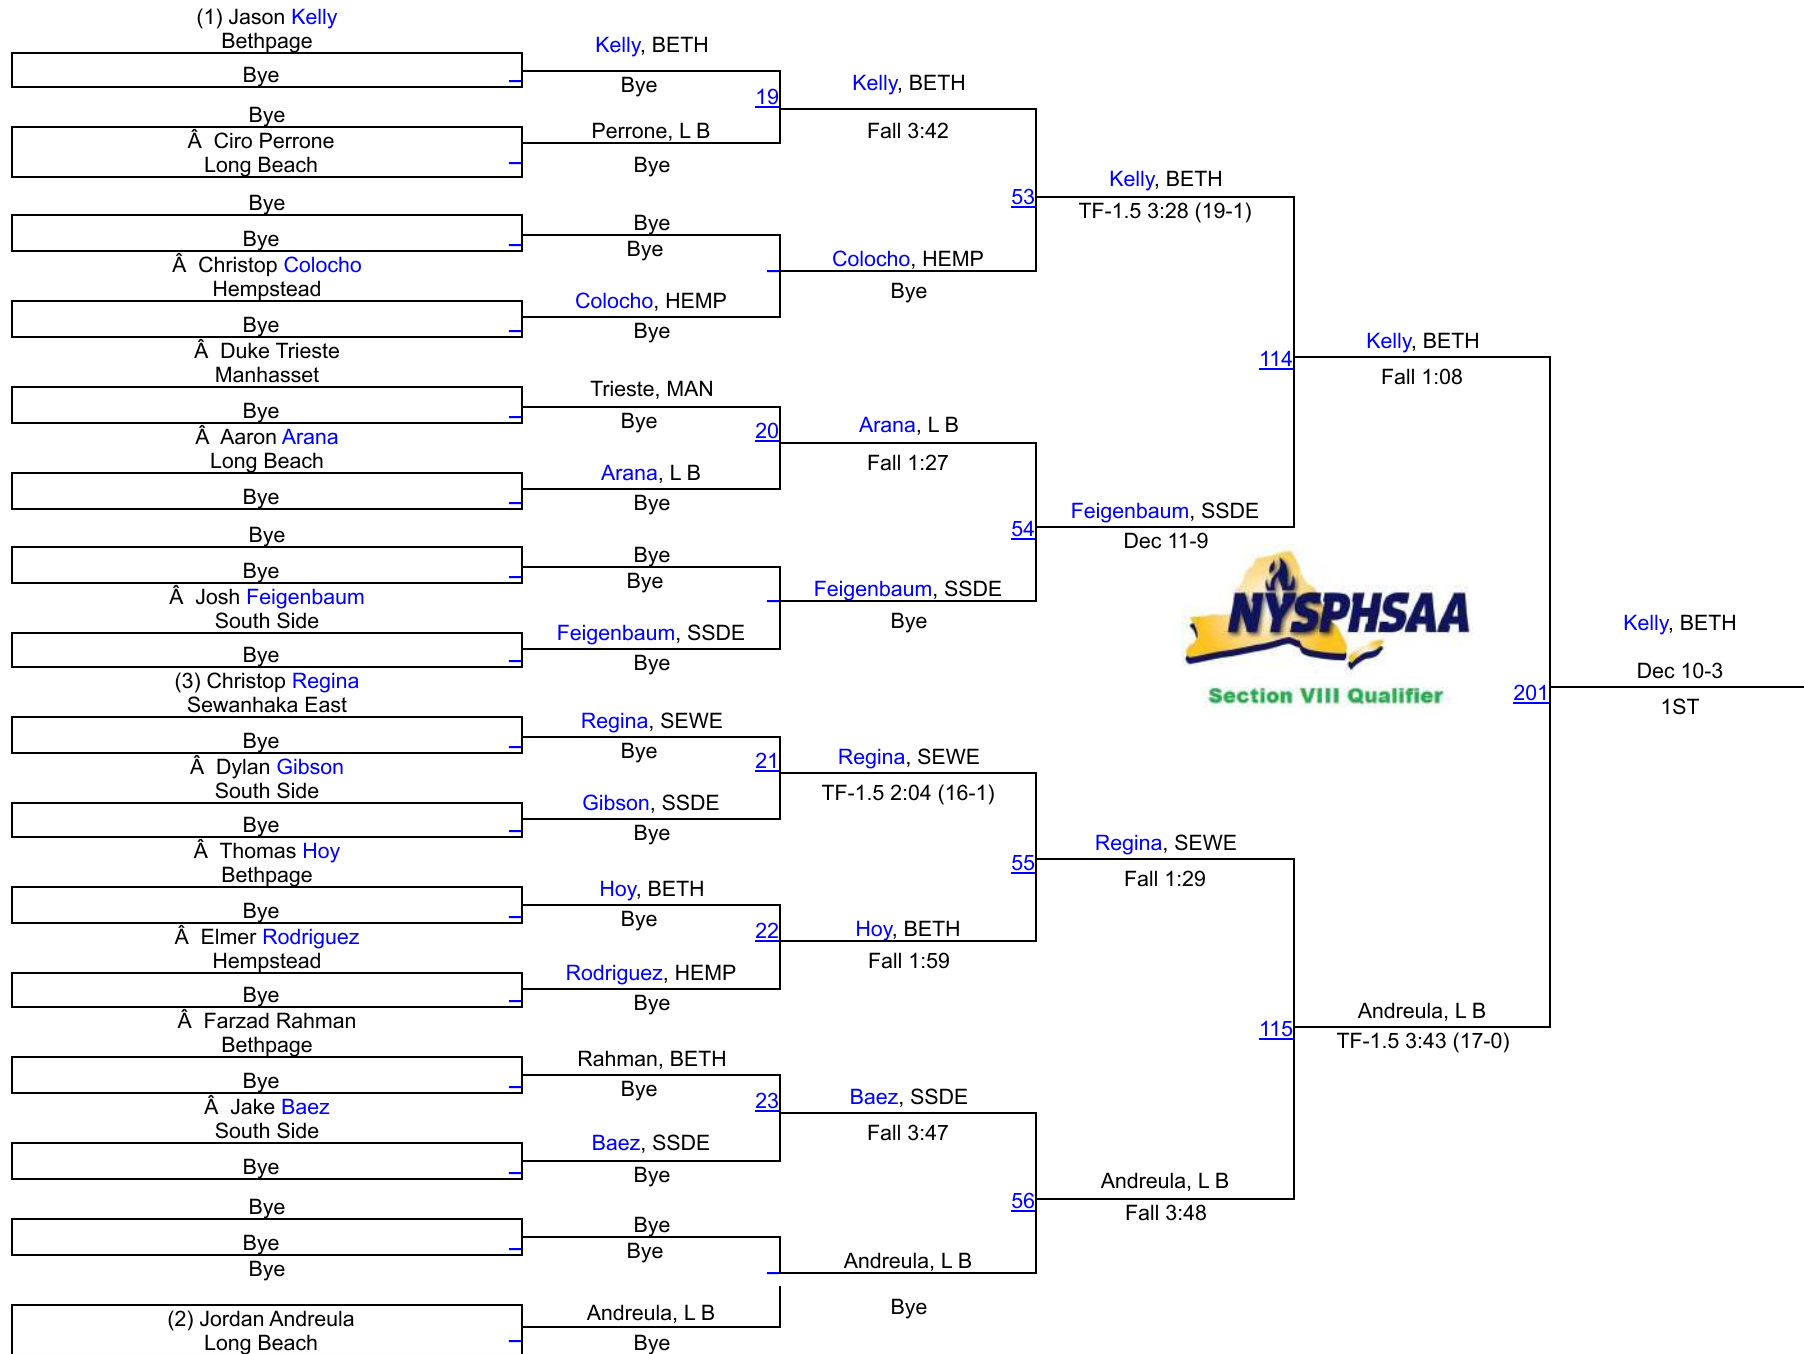 (1) Jason Kelly
Bethpage
Bye
Bye
Â Ciro Perrone
Long Beach
Bye
Bye
Â Christop Colocho
Hempstead
Bye
Â Duke Trieste
Manhasset
Bye
Â Aaron Arana
Long Beach
Bye
Bye
Bye
Â Josh Feigenbaum
South Side
Bye
(3) Christop Regina
Sewanhaka East
Bye
Â Dylan Gibson
South Side
Bye
Â Thomas Hoy
Bethpage
Bye
Â Elmer Rodriguez
Hempstead
Bye
Â Farzad Rahman
Bethpage
Bye
Â Jake Baez
South Side
Bye
Bye
Bye
Bye
(2) Jordan Andreula
Long Beach
Kelly, BETH
Bye
19
Perrone, L B
Bye
Bye
Bye
Colocho, HEMP
Bye
Trieste, MAN
Bye
20
Arana, L B
Bye
Bye
Bye
Feigenbaum, SSDE
Bye
Regina, SEWE
Bye
21
Gibson, SSDE
Bye
Hoy, BETH
Bye
22
Rodriguez, HEMP
Bye
Rahman, BETH
Bye
23
Baez, SSDE
Bye
Bye
Bye
Andreula, L B
Bye
Kelly, BETH
Fall 3:42
53
Colocho, HEMP
Bye
Arana, L B
Fall 1:27
54
Feigenbaum, SSDE
Bye
Regina, SEWE
TF-1.5 2:04 (16-1)
55
Hoy, BETH
Fall 1:59
Baez, SSDE
Fall 3:47
56
Andreula, L B
Bye
Kelly, BETH
TF-1.5 3:28 (19-1)
114
Feigenbaum, SSDE
Dec 11-9
Regina, SEWE
Fall 1:29
115
Andreula, L B
Fall 3:48
Kelly, BETH
Fall 1:08
NYSPHSAA
Section VIII Qualifier
201
Andreula, L B
TF-1.5 3:43 (17-0)
Kelly, BETH
Dec 10-3
1ST